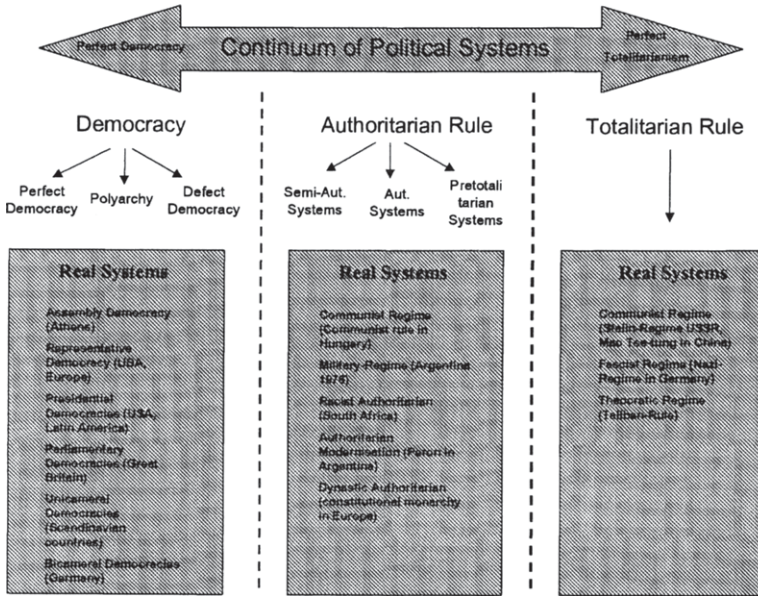 Perfect Democracy
Continuum of Political Systems
Perfect
Totelitarianism
Democracy
Perfect
Democracy
Polyarchy
Defect
Democracy
Real Systems
Assembly Democracy
(Athens)
Representative
Democracy (USA,
Europe)
Presidential
Democracies (USA,
Latin America)
Parliamentary
Democracies (Great
Britain)
Unicameral
Democracies
(Scandinavian
countries)
Bicameral Democracies
(Germany)
Authoritarian Rule
Semi-Aut.
Systems
Aut.
Systems
Pretotali
tarian
Systems
Real Systems
Communist Regime
(Communist rule in
Hungary)
Military-Regime (Argentina
1976)
Racist Authoritarian
(South Africa)
Authoritarian
Modernisation (Peron in
Argentina)
Dynastic Authoritarian
(constitutional monarchy
in Europe)
Totalitarian Rule
Real Systems
Communist Regime
(Stalin-Regime USSR,
Mao Tse-tung in China)
Fascist Regime (Nazi-
Regime in Germany)
Theocratic Regime
(Taliban-Rule)